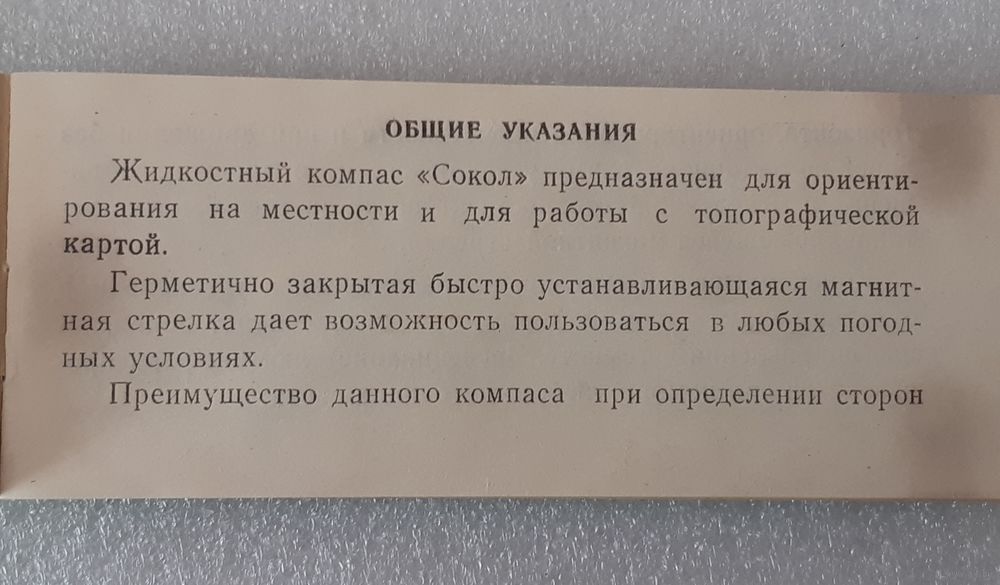 ОБЩИЕ УКАЗАНИЯ
Жидкостный компас «Сокол» предназначен для ориенти-
рования на местности и для работы с топографической
картой.
Герметично закрытая быстро устанавливающаяся магнит-
ная стрелка дает возможность пользоваться в любых погод-
ных условиях.
Преимущество данного компаса при определении сторон